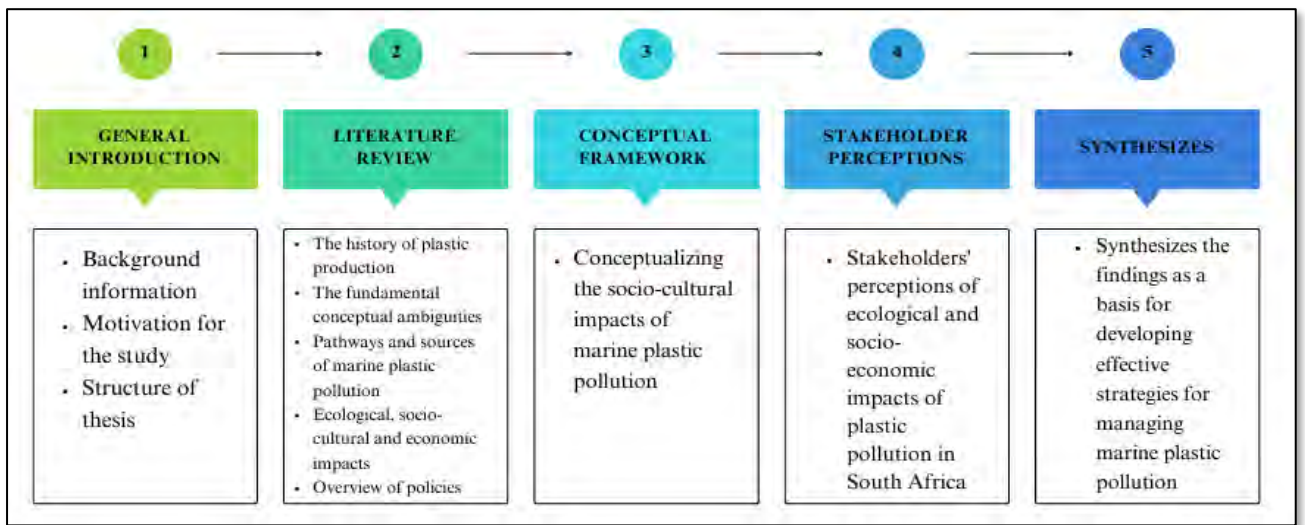 1
2
3
4
5
GENERAL
INTRODUCTION
LITERATURE
REVIEW
CONCEPTUAL
FRAMEWORK
STAKEHOLDER
PERCEPTIONS
SYNTHESIZES
• Background
information
• Motivation for
the study
• Structure of
thesis
• The history of plastic
production
• The fundamental
conceptual ambiguities
• Pathways and sources
of marine plastic
pollution
• Ecological, socio-
cultural and economic
impacts
• Overview of policies
• Conceptualizing
the socio-cultural
impacts of
marine plastic
pollution
• Stakeholders'
perceptions of
ecological and
socio-
economic
impacts of
plastic
pollution in
South Africa
• Synthesizes the
findings as a
basis for
developing
effective
strategies for
managing
marine plastic
pollution